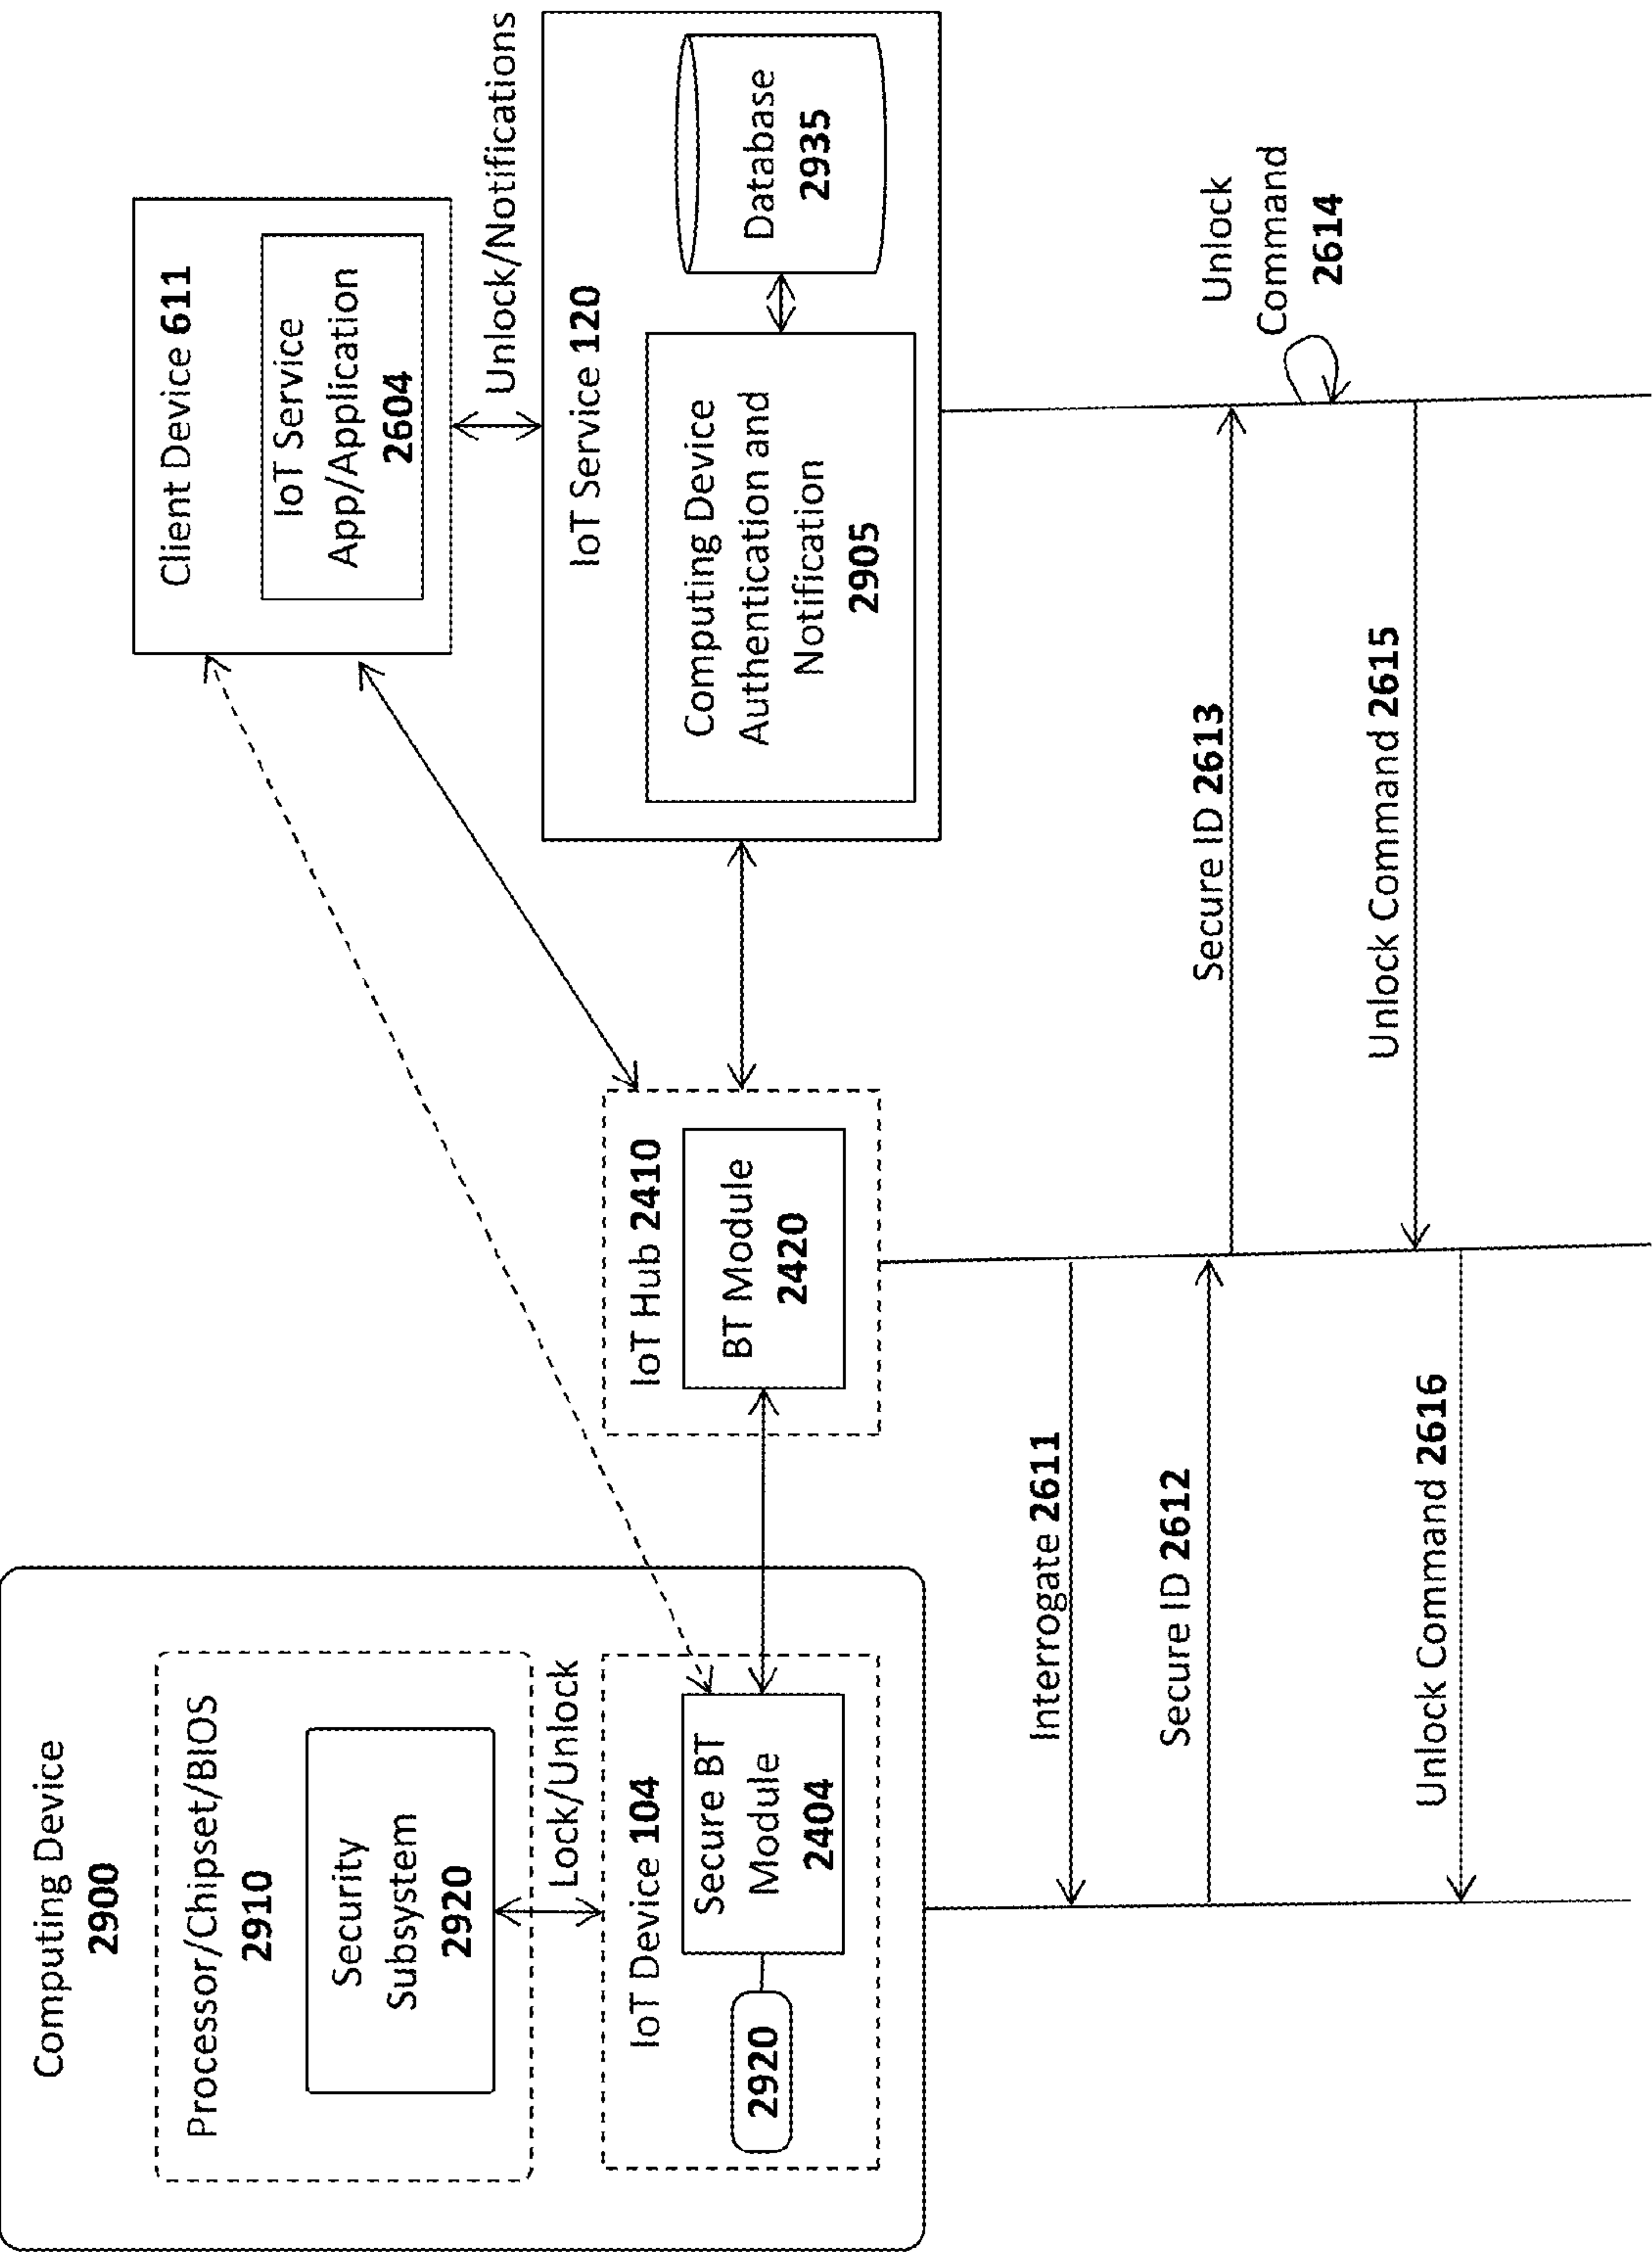 Computing Device
2900
Processor/Chipset/BIOS
2910
Security
Subsystem
2920
Lock/Unlock
IoT Device 104
Secure BT
Module
2404
2920
IoT Hub 2410
BT Module
2420
Client Device 611
IoT Service
App/Application
2604
Unlock/Notifications
IoT Service 120
Computing Device
Authentication and
Notification
2905
Database
2935
Interrogate 2611
Secure ID 2612
Secure ID 2613
Unlock
Command
2614
Unlock Command 2615
Unlock Command 2616